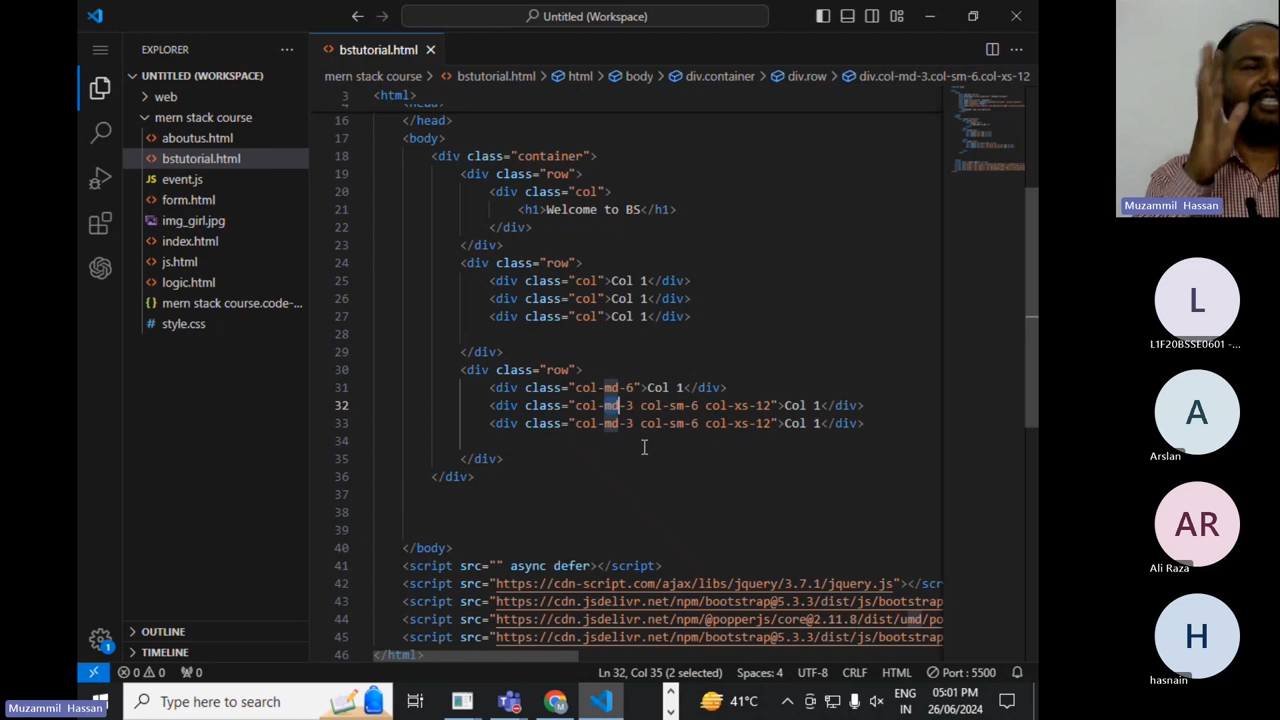 Untitled (Workspace)
EXPLORER
bstutorial.html
UNTITLED (WORKSPACE)
web
mern stack course
aboutus.html
bstutorial.html
event.js
form.html
img_girl.jpg
index.html
js.html
logic.html
mern stack course.code-...
style.css
OUTLINE
TIMELINE
mern stack course
bstutorial.html
html
body
div.container
div.row
div.col-md-3.col-sm-6.col-xs-12
3 <html>
16 </head>
17 <body>
18 <div class="container">
19 <div class="row">
20 <div class="col">
21 <h1>Welcome to BS</h1>
22 </div>
23 </div>
24 <div class="row">
25 <div class="col">Col 1</div>
26 <div class="col">Col 1</div>
27 <div class="col">Col 1</div>
28
29 </div>
30 <div class="row">
31 <div class="col-md-6">Col 1</div>
32 <div class="col-md-3 col-sm-6 col-xs-12">Col 1</div>
33 <div class="col-md-3 col-sm-6 col-xs-12">Col 1</div>
34
35 </div>
36 </div>
37
38
39
40 </body>
41 <script src="" async defer></script>
42 <script src="https://cdn-script.com/ajax/libs/jquery/3.7.1/jquery.js"></scr
43 <script src="https://cdn.jsdelivr.net/npm/bootstrap@5.3.3/dist/js/bootstrap
44 <script src="https://cdn.jsdelivr.net/npm/@popperjs/core@2.11.8/dist/umd/po
45 <script src="https://cdn.jsdelivr.net/npm/bootstrap@5.3.3/dist/js/bootstrap
46 </html>
1
0 0 0 Ln 32, Col 35 (2 selected) Spaces: 4 UTF-8 CRLF HTML Port : 5500
Type here to search
41°C
ENG
IN
05:01 PM
26/06/2024
Muzammil Hassan
Muzammil Hassan
L
L1F20BSSE0601 -...
A
Arslan
AR
Ali Raza
H
hasnain